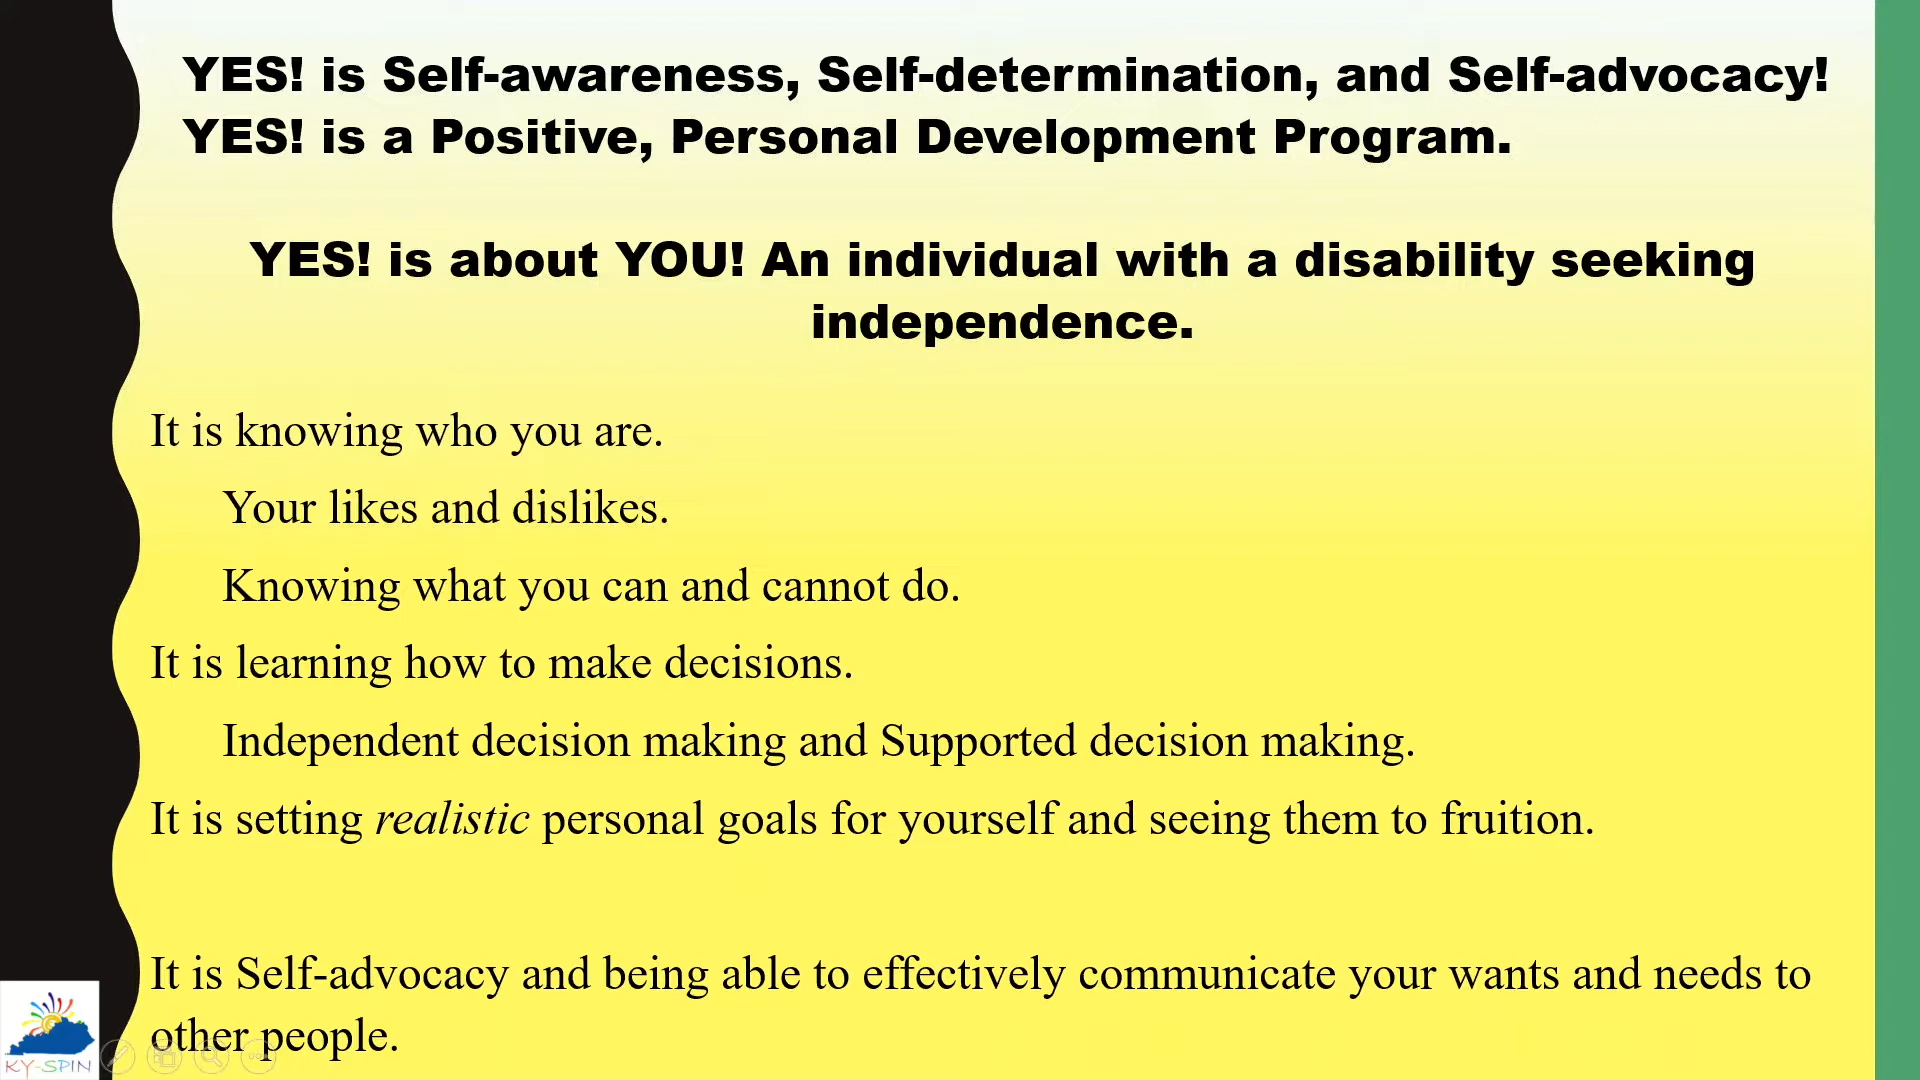 YES! is Self-awareness, Self-determination, and Self-advocacy!
YES! is a Positive, Personal Development Program.
YES! is about YOU! An individual with a disability seeking
independence.
It is knowing who you are.
Your likes and dislikes.
Knowing what you can and cannot do.
It is learning how to make decisions.
Independent decision making and Supported decision making.
It is setting realistic personal goals for yourself and seeing them to fruition.
It is Self-advocacy and being able to effectively communicate your wants and needs to
other people.
KY-SPIN